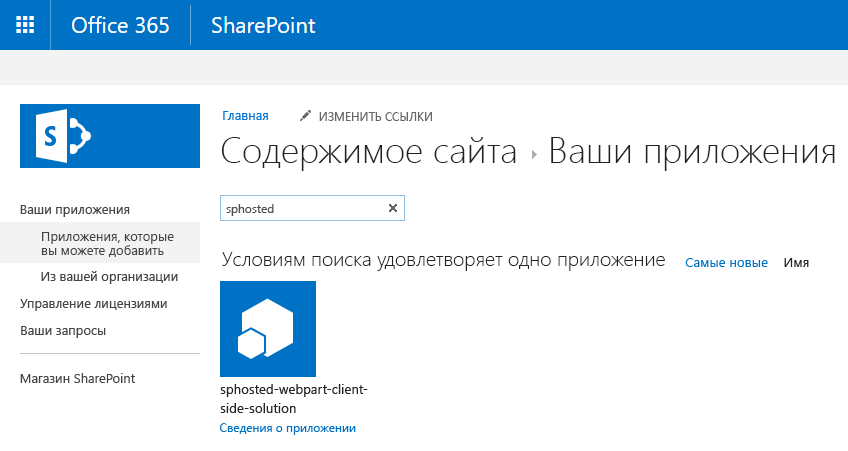 Office 365 SharePoint
Главная ИЗМЕНИТЬ ССЫЛКИ
Содержимое сайта Ваши приложения
S
sphosted
Ваши приложения
Приложения, которые
вы можете добавить
Из вашей организации
Управление лицензиями
Ваши запросы
Магазин SharePoint
Условиям поиска удовлетворяет одно приложение Самые новые Имя
sphosted-webpart-client-
side-solution
Сведения о приложении